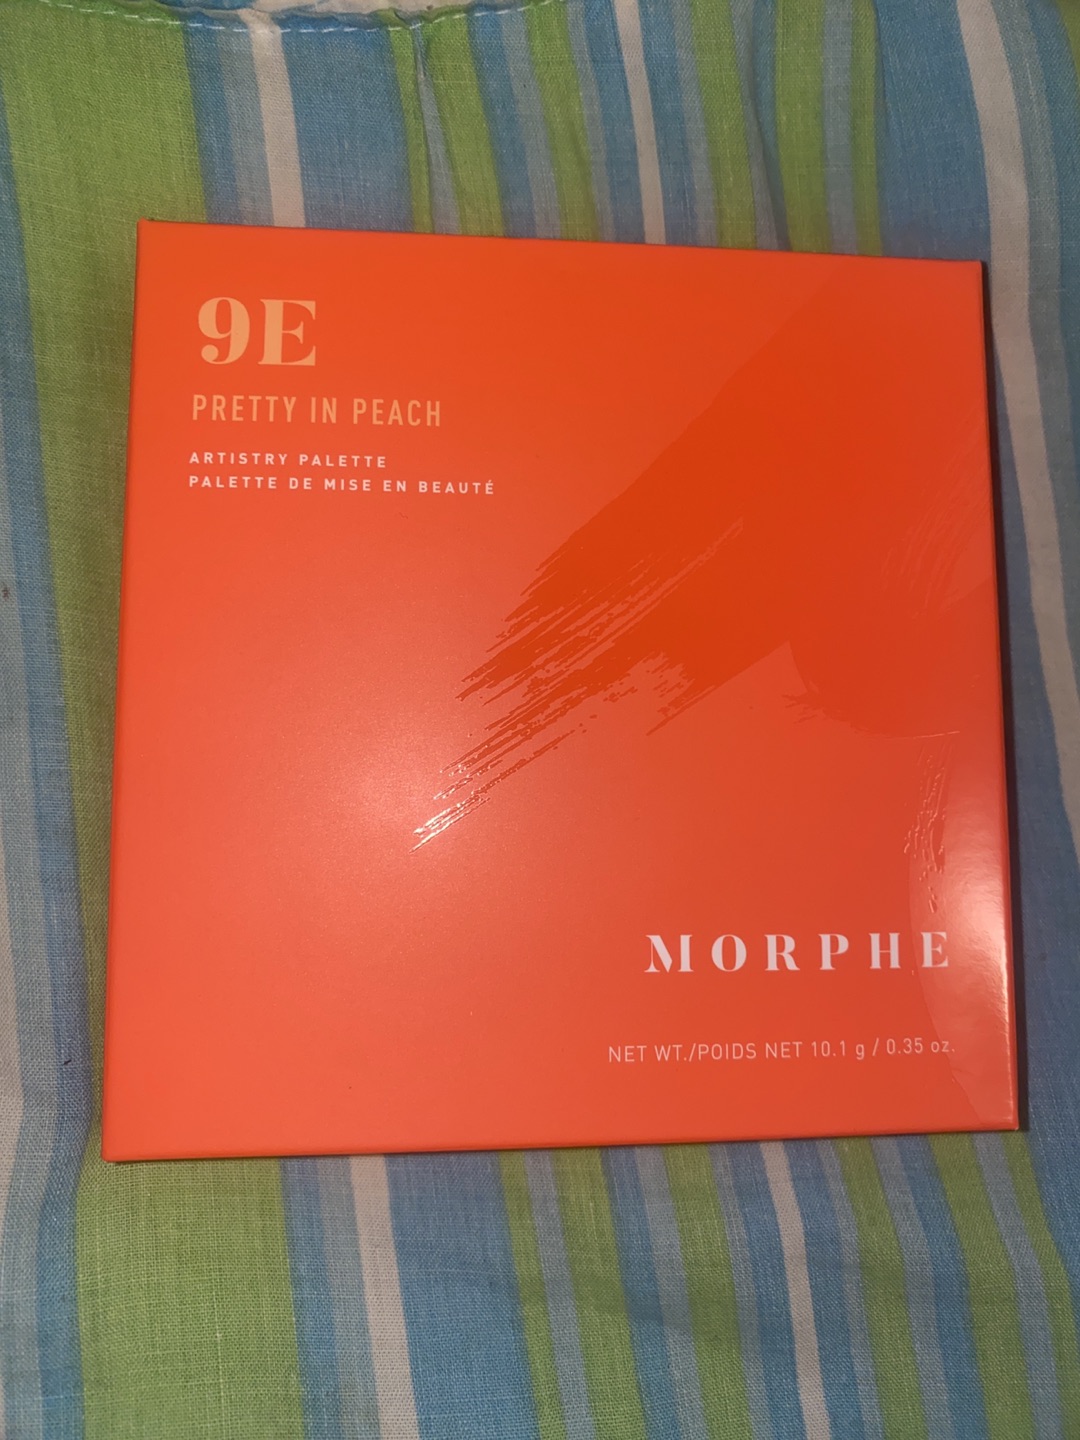 9E
PRETTY IN PEACH
ARTISTRY PALETTE
PALETTE DE MISE EN BEAUTÉ
MORPHE
NET WT./POIDS NET 10.1 g / 0.35 oz.